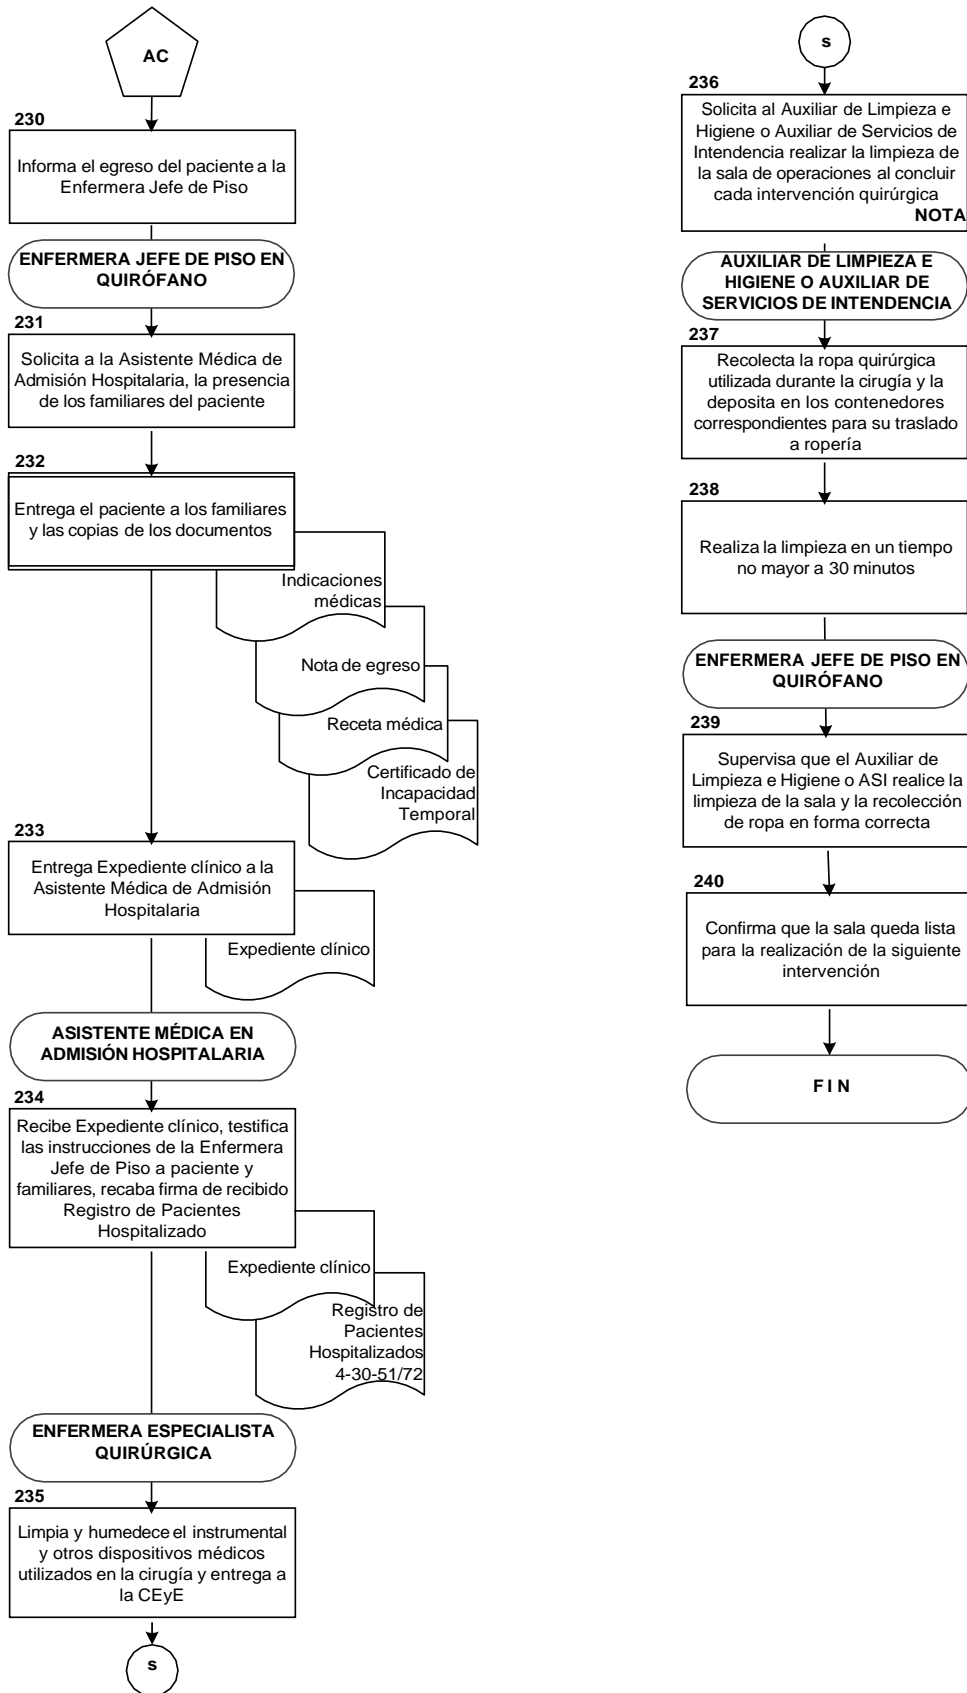 AC
230
Informa el egreso del paciente a la
Enfermera Jefe de Piso
ENFERMERA JEFE DE PISO EN
QUIRÓFANO
231
Solicita a la Asistente Médica de
Admisión Hospitalaria, la presencia
de los familiares del paciente
232
Entrega el paciente a los familiares
y las copias de los documentos
Indicaciones
médicas
Nota de egreso
Receta médica
Certificado de
Incapacidad
Temporal
233
Entrega Expediente clínico a la
Asistente Médica de Admisión
Hospitalaria
Expediente clínico
ASISTENTE MÉDICA EN
ADMISIÓN HOSPITALARIA
234
Recibe Expediente clínico, testifica
las instrucciones de la Enfermera
Jefe de Piso a paciente y
familiares, recaba firma de recibido
Registro de Pacientes
Hospitalizado
Expediente clínico
Registro de
Pacientes
Hospitalizados
4-30-51/72
ENFERMERA ESPECIALISTA
QUIRÚRGICA
235
Limpia y humedece el instrumental
y otros dispositivos médicos
utilizados en la cirugía y entrega a
la CEyE
s
s
236
Solicita al Auxiliar de Limpieza e
Higiene o Auxiliar de Servicios de
Intendencia realizar la limpieza de
la sala de operaciones al concluir
cada intervención quirúrgica
NOTA
AUXILIAR DE LIMPIEZA E
HIGIENE O AUXILIAR DE
SERVICIOS DE INTENDENCIA
237
Recolecta la ropa quirúrgica
utilizada durante la cirugía y la
deposita en los contenedores
correspondientes para su traslado
a ropería
238
Realiza la limpieza en un tiempo
no mayor a 30 minutos
ENFERMERA JEFE DE PISO EN
QUIRÓFANO
239
Supervisa que el Auxiliar de
Limpieza e Higiene o ASI realice la
limpieza de la sala y la recolección
de ropa en forma correcta
240
Confirma que la sala queda lista
para la realización de la siguiente
intervención
F I N